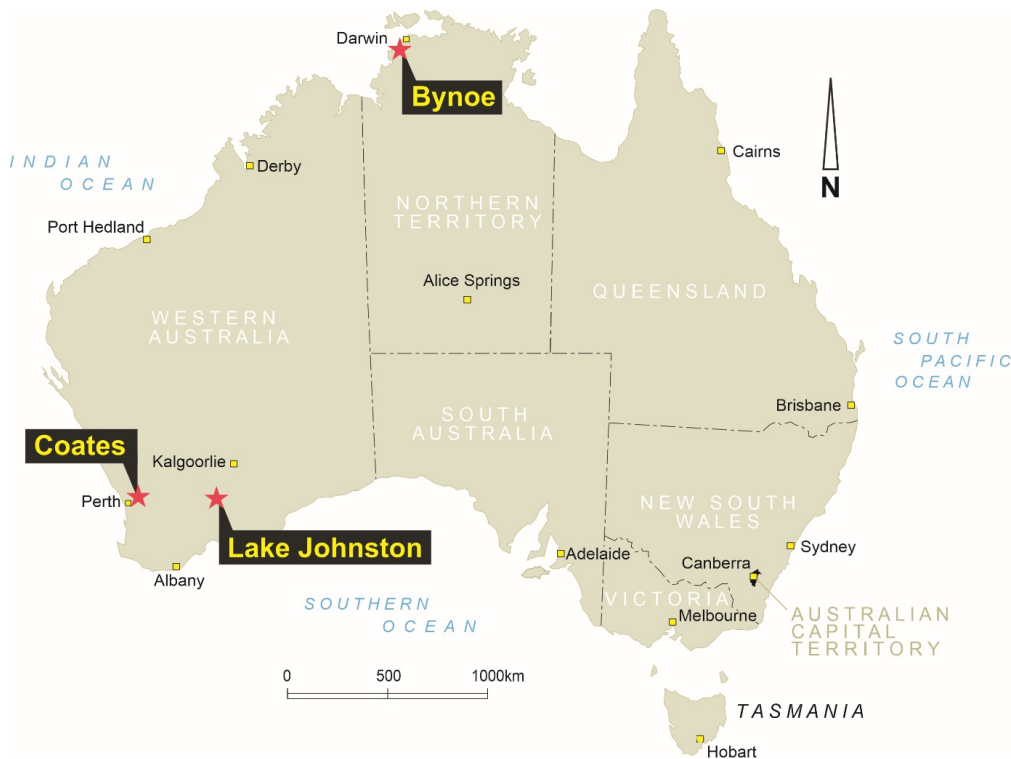 Darwin
Bynoe
INDIAN
OCEAN
Derby
Cairns
N
Port Hedland
NORTHERN
TERRITORY
Alice Springs
QUEENSLAND
WESTERN
AUSTRALIA
SOUTH
PACIFIC
OCEAN
SOUTH
AUSTRALIA
Brisbane
Coates
Kalgoorlie
Perth
Lake Johnston
NEW SOUTH
WALES
Adelaide
Sydney
Canberra
Albany
SOUTHERN
OCEAN
VICTORIA
Melbourne
AUSTRALIAN
CAPITAL
TERRITORY
0 500 1000km
TASMANIA
Hobart